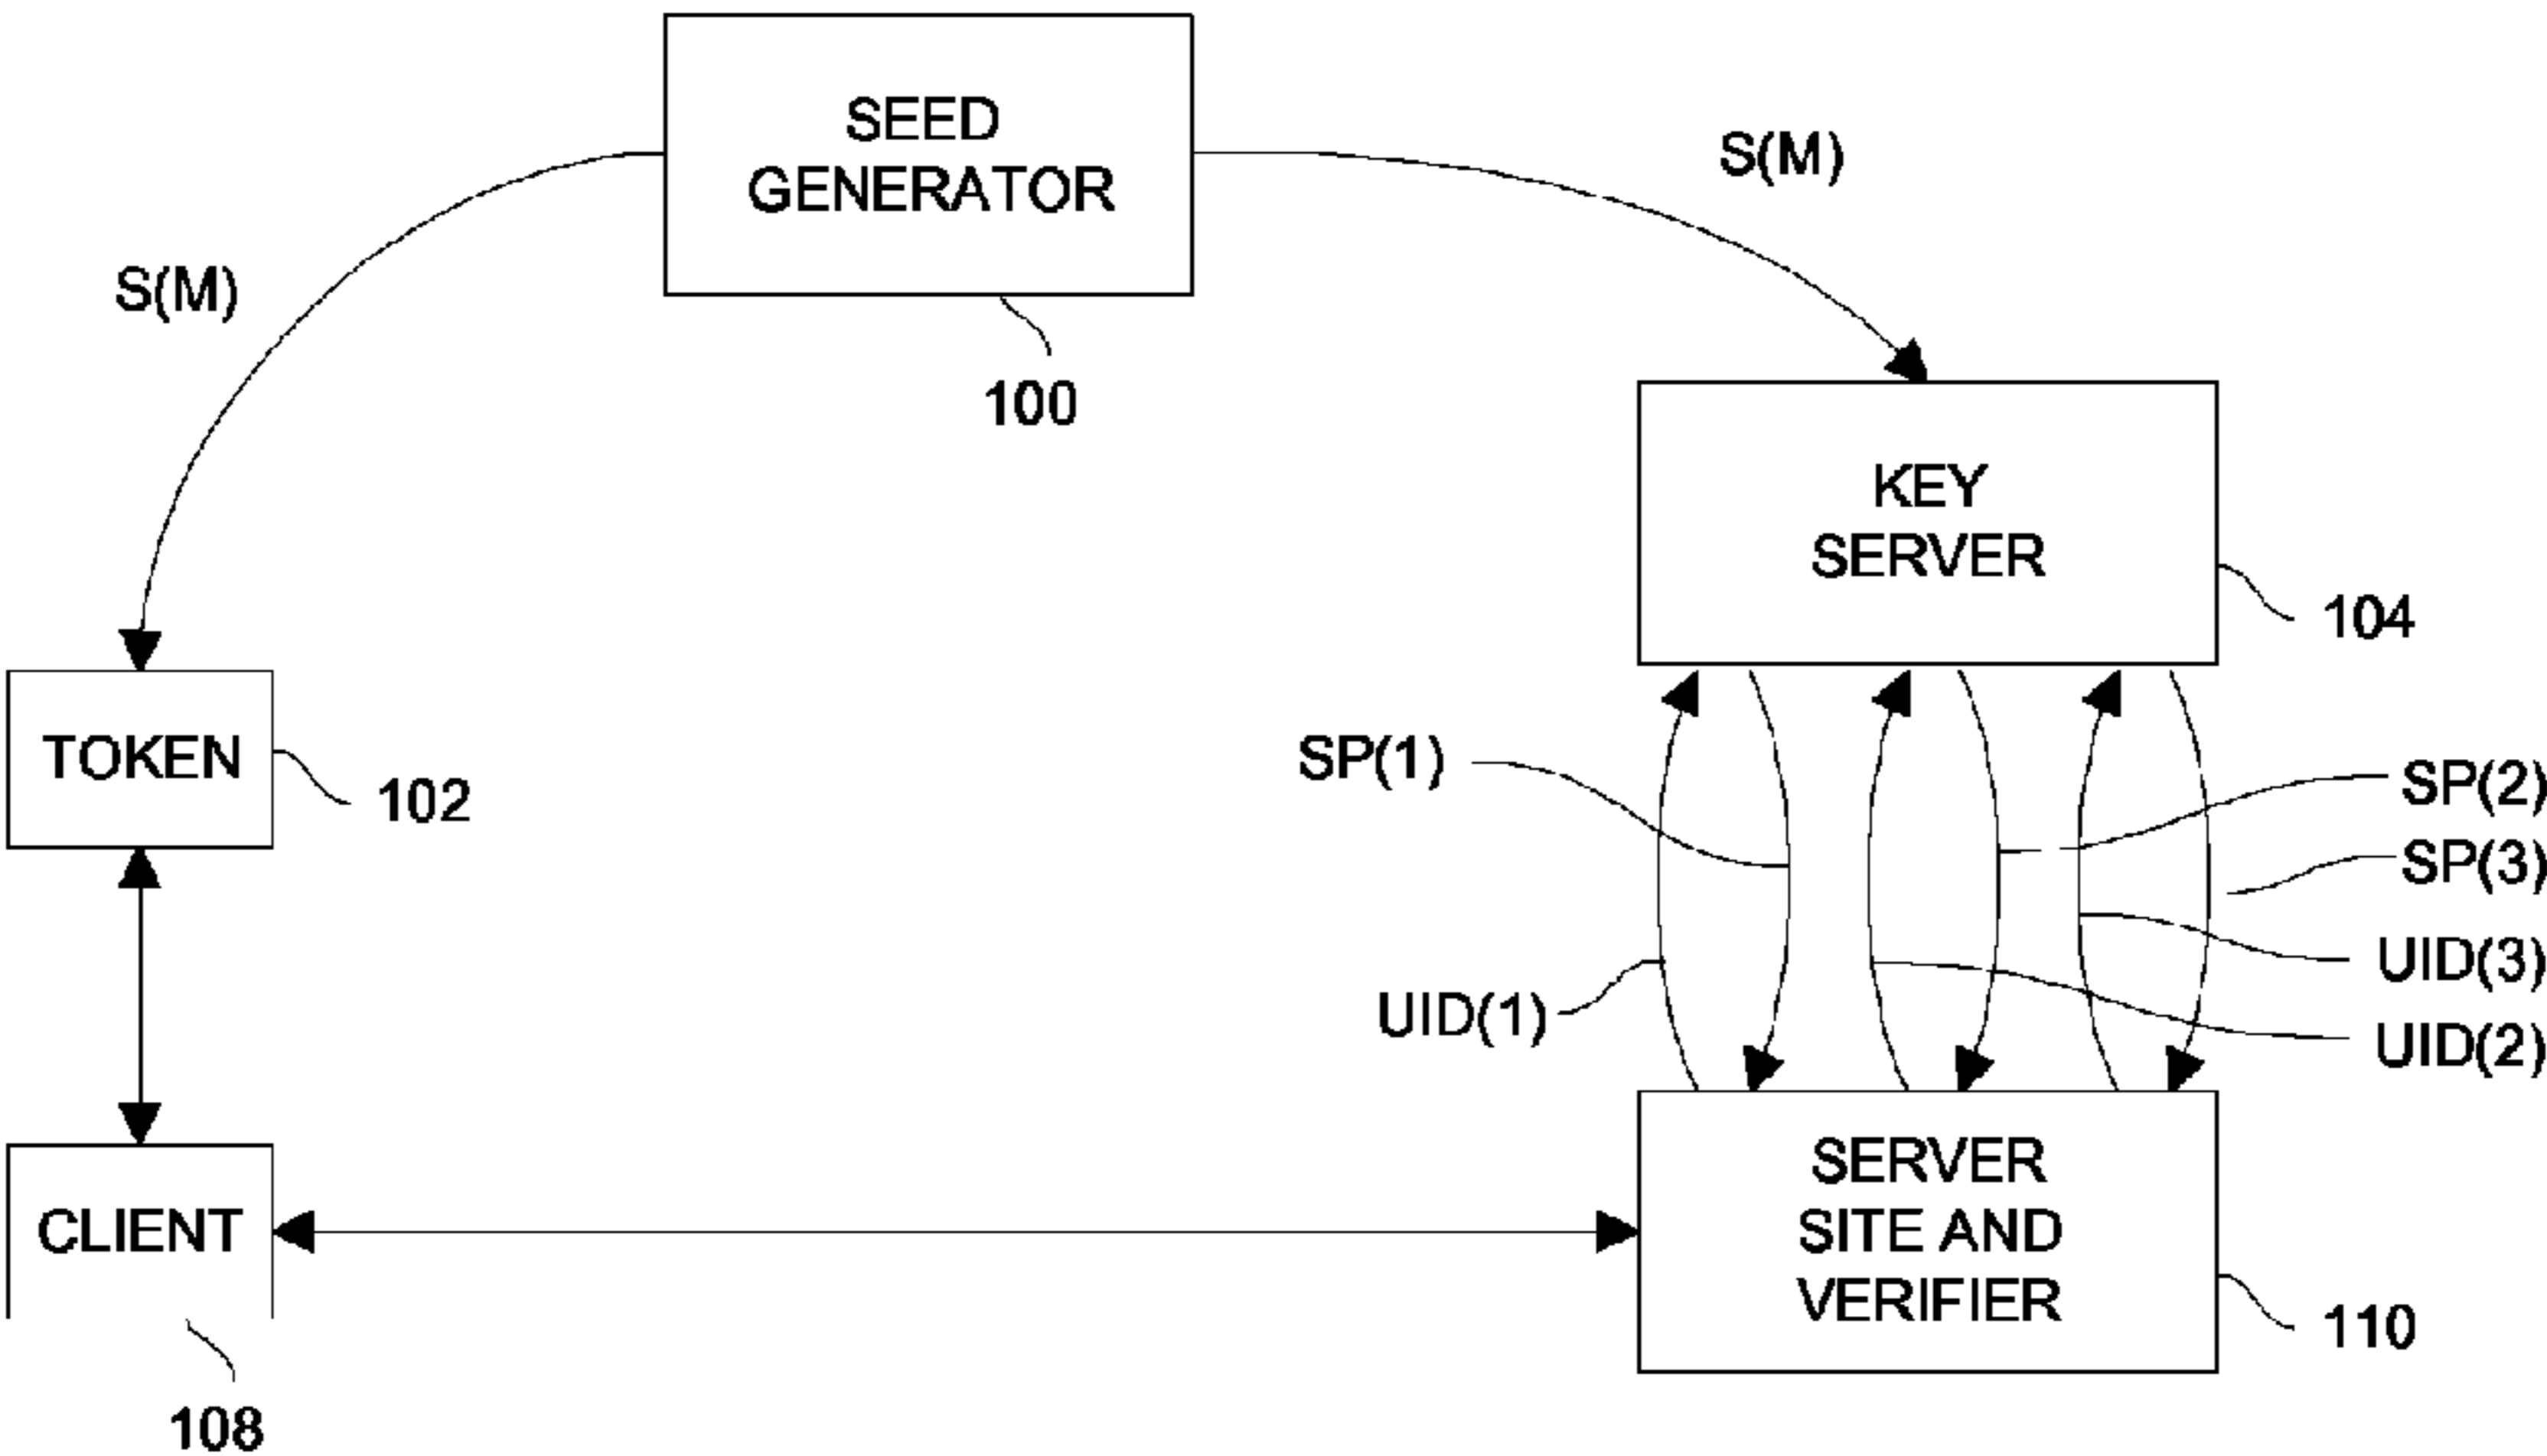 SEED
GENERATOR
S(M)
S(M)
100
KEY
SERVER
104
TOKEN
102
SP(1)
SP(2)
SP(3)
UID(3)
UID(1)
UID(2)
CLIENT
108
SERVER
SITE AND
VERIFIER
110